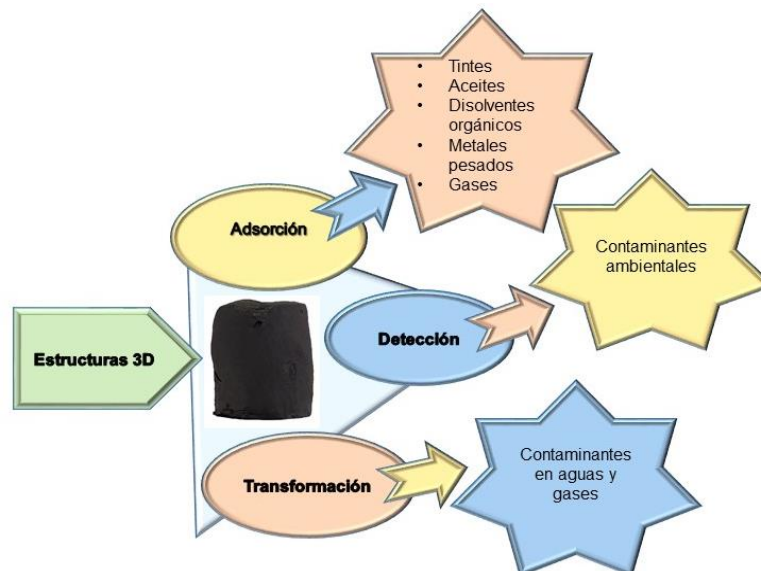 • Tintes
• Aceites
• Disolventes
orgánicos
• Metales
pesados
• Gases
Adsorción
Contaminantes
ambientales
Estructuras 3D
Detección
Transformación
Contaminantes
en aguas y
gases